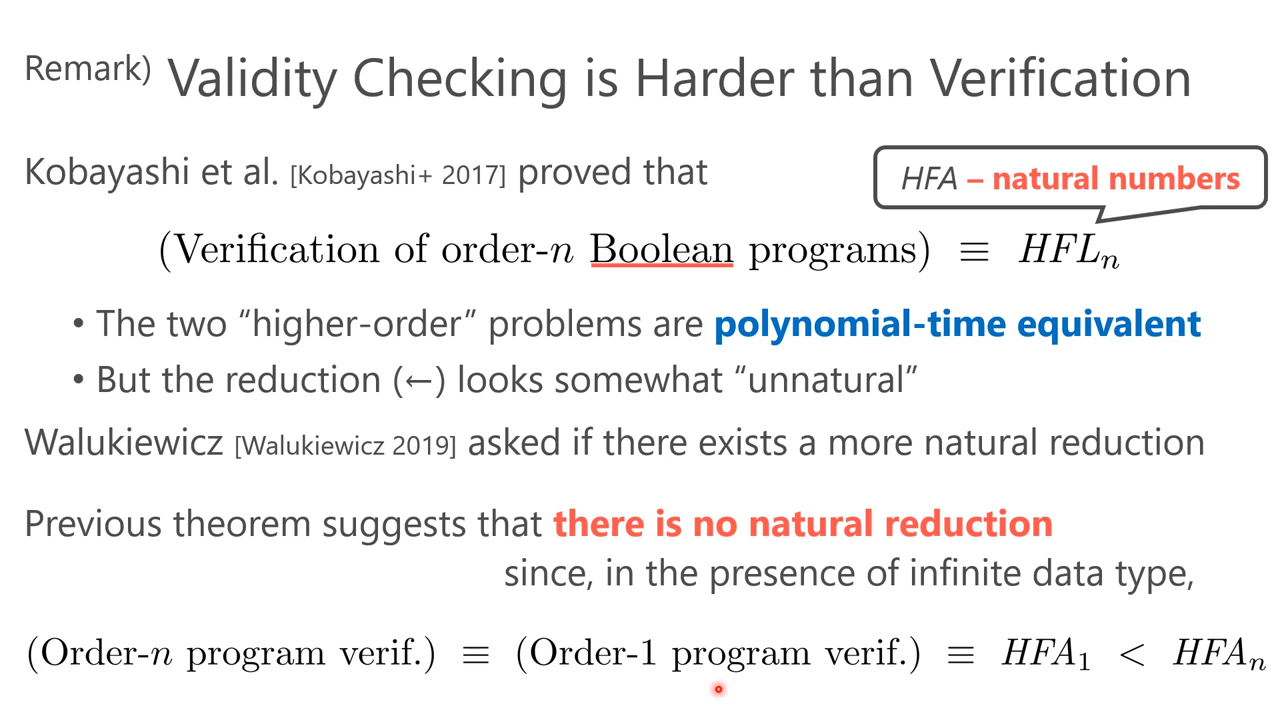 Remark) Validity Checking is Harder than Verification
Kobayashi et al. [Kobayashi+ 2017] proved that
HFA – natural numbers
(Verification of order-n Boolean programs) ≡ HFLₙ
• The two “higher-order” problems are polynomial-time equivalent
• But the reduction (←) looks somewhat “unnatural”
Walukiewicz [Walukiewicz 2019] asked if there exists a more natural reduction
Previous theorem suggests that there is no natural reduction
since, in the presence of infinite data type,
(Order-n program verif.) ≡ (Order-1 program verif.) ≡ HFA₁ < HFAₙ